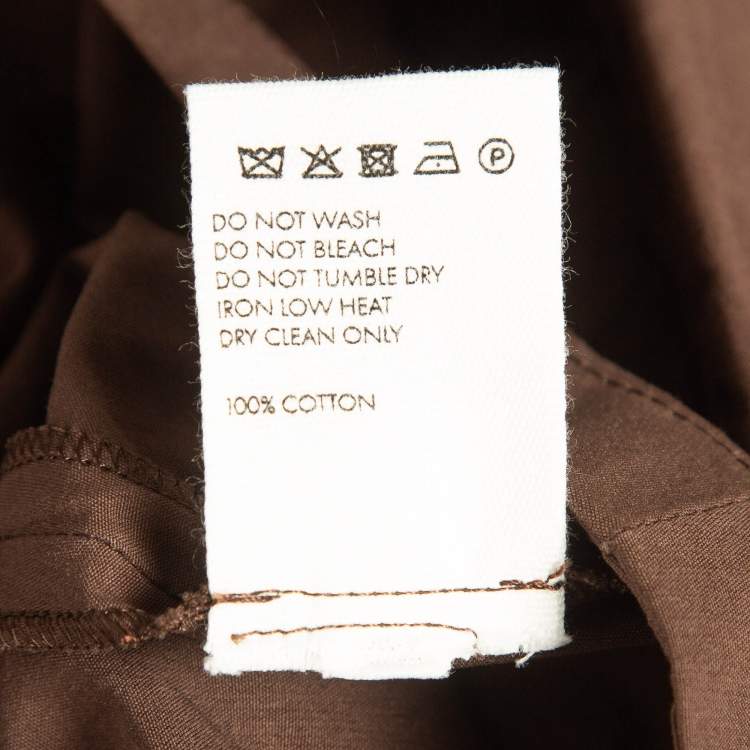 P
DO NOT WASH
DO NOT BLEACH
DO NOT TUMBLE DRY
IRON LOW HEAT
DRY CLEAN ONLY
100% COTTON